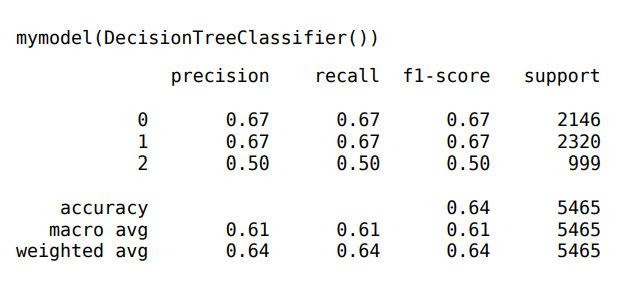 mymodel(DecisionTreeClassifier())
precision recall f1-score support
0 0.67 0.67 0.67 2146
1 0.67 0.67 0.67 2320
2 0.50 0.50 0.50 999
accuracy 0.64 5465
macro avg 0.61 0.61 0.61 5465
weighted avg 0.64 0.64 0.64 5465